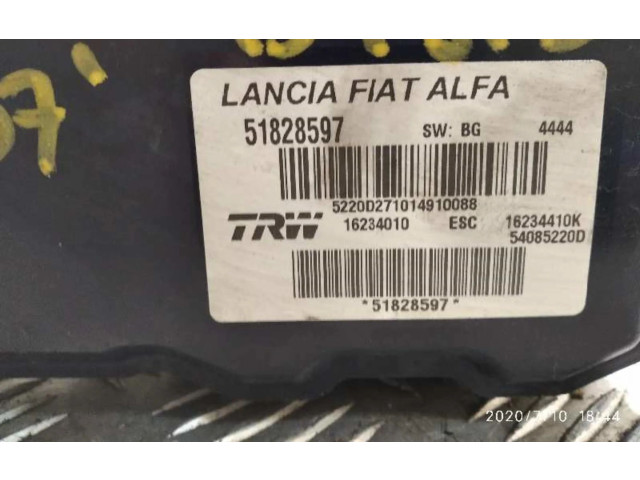 07'
LANCIA FIAT ALFA
51828597 SW: BG 4444
5220D271014910088
TRW 16234010 ESC 16234410K
54085220D
*51828597*
2020/7/10 18:44